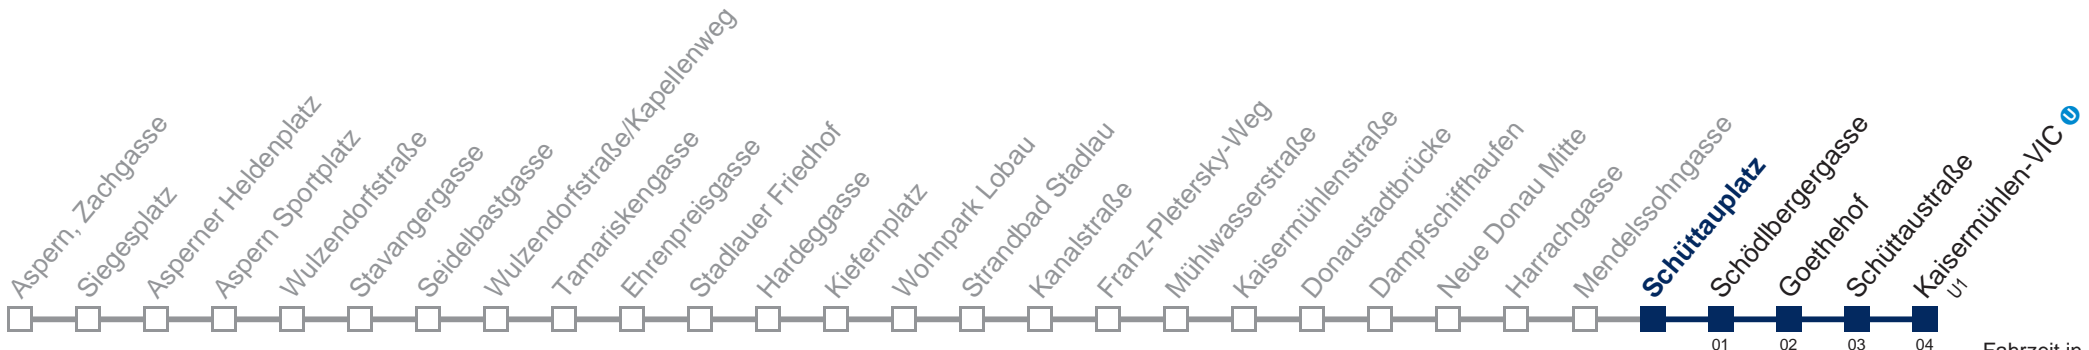 Aspern, Zachgasse
Siegesplatz
Asperner Heldenplatz
Aspern Sportplatz
Wulzendorfstraße
Stavangergasse
Seidelbastgasse
Wulzendorfstraße/Kapellenweg
Tamariskengasse
Ehrenpreisgasse
Stadlauer Friedhof
Hardeggasse
Kiefernplatz
Wohnpark Lobau
Strandbad Stadlau
Kanalstraße
Franz-Pletersky-Weg
Mühlwasserstraße
Kaisermühlenstraße
Donaustadtbrücke
Dampfschiffhaufen
Neue Donau Mitte
Harrachgasse
Mendelssohngasse
Schüttauplatz
Schödlbergergasse
Goethehof
Schüttaustraße
Kaisermühlen-VIC U
U1
01 02 03 04
Fahrzeit in